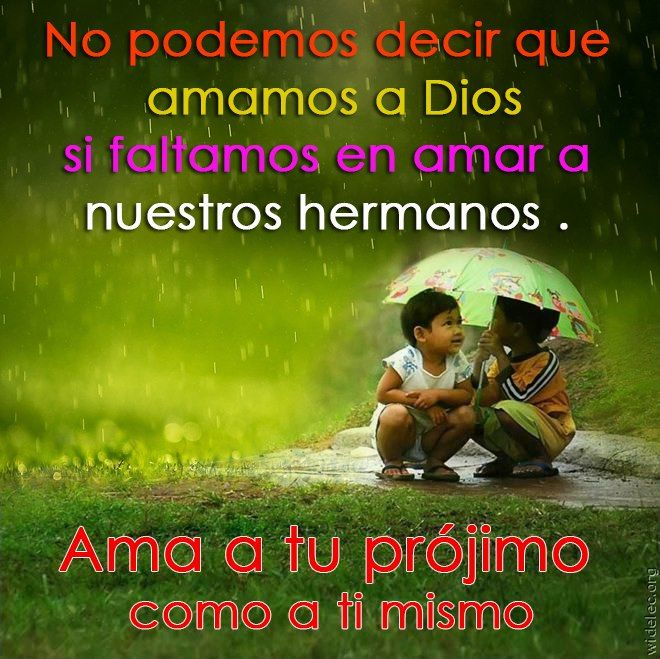 No podemos decir que
amamos a Dios
si faltamos en amar a
nuestros hermanos .
Ama a tu prójimo
como a ti mismo
widelec.org